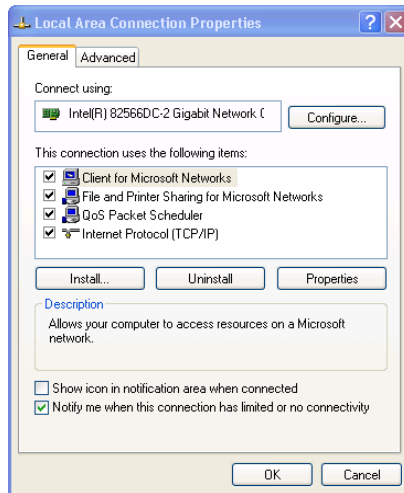 Local Area Connection Properties
General Advanced
Connect using:
Intel(R) 82566DC-2 Gigabit Network C
Configure...
This connection uses the following items:
Client for Microsoft Networks
File and Printer Sharing for Microsoft Networks
QoS Packet Scheduler
Internet Protocol (TCP/IP)
Install... Uninstall Properties
Description
Allows your computer to access resources on a Microsoft
network.
Show icon in notification area when connected
Notify me when this connection has limited or no connectivity
OK Cancel